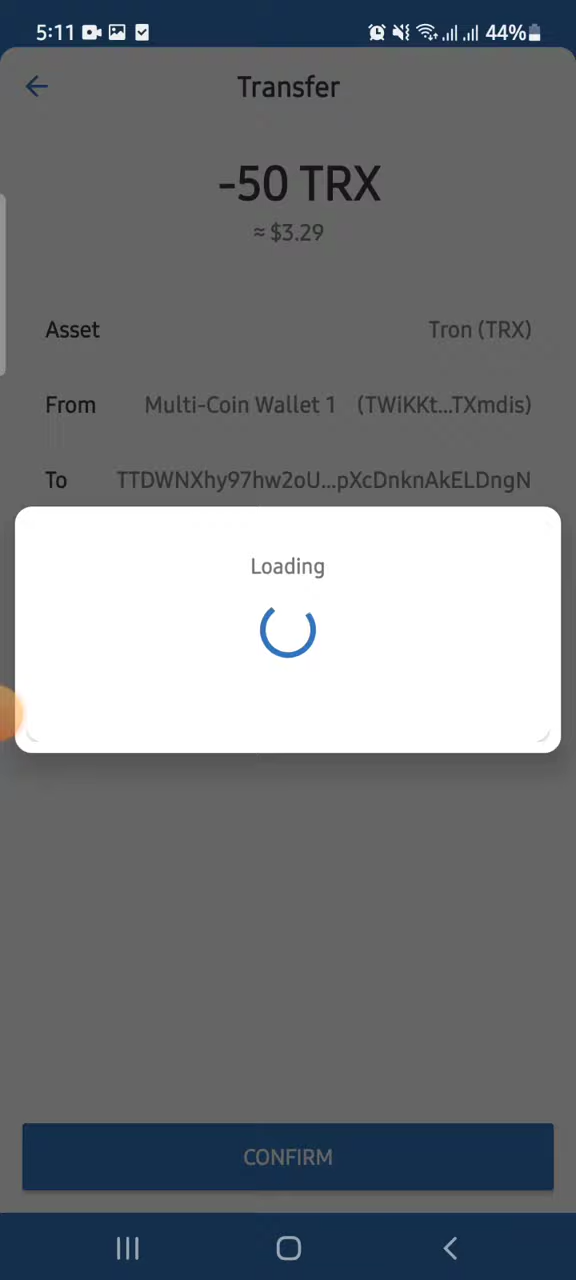 5:11 44%
Transfer
-50 TRX
≈ $3.29
Asset Tron (TRX)
From Multi-Coin Wallet 1 (TWiKKt...TXmdis)
To TTDWNXhy97hw2oU...pXcDnknAkELDngN
Loading
CONFIRM